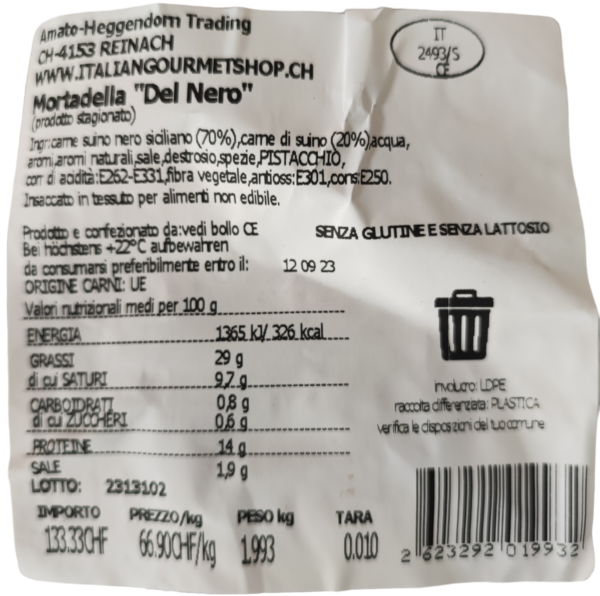 Amato-Heggendorn Trading
CH-4153 REINACH
WWW.ITALIANGOURMETSHOP.CH
IT
2493/S
CE
Mortadella "Del Nero"
(prodotto stagionato)
Ingr:carne suino nero siciliano (70%),carne di suino (20%)acqua,
aromi,aromi naturali,sale,destrosio,spezie,PISTACCHIO,
corr di acidità:E262-E331,fibra vegetale,antioss:E301,cons:E250.
Insaccato in tessuto per alimenti non edibile.
Prodotto e confezionato da:vedi bollo CE
SENZA GLUTINE E SENZA LATTOSIO
Bei höchstens +22°C aufbewahren
da consumarsi preferibilmente entro il: 12 09 23
ORIGINE CARNI: UE
Valori nutrizionali medi per 100 g
ENERGIA 1365 kJ/ 326 kcal
GRASSI 29 g
di cui SATURI 9,7 g
CARBOIDRATI 0,8 g
di cui ZUCCHERI 0,6 g
PROTEINE 14 g
SALE 1,9 g
LOTTO: 2313102
involucro: LDPE
raccolta differenziata: PLASTICA
verifica le disposizioni del tuo comune
IMPORTO PREZZO/kg PESO kg TARA
133.33CHF 66.90CHF/kg 1.993 0.010
2 623292 019932